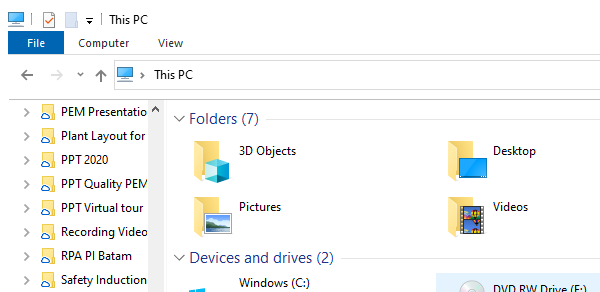 This PC
File Computer View
This PC
PEM Presentation
Plant Layout for
PPT 2020
PPT Quality PEM
PPT Virtual tour
Recording Video
RPA PI Batam
Safety Induction
Folders (7)
3D Objects
Desktop
Pictures
Videos
Devices and drives (2)
Windows (C:)
DVD RW Drive (E:)